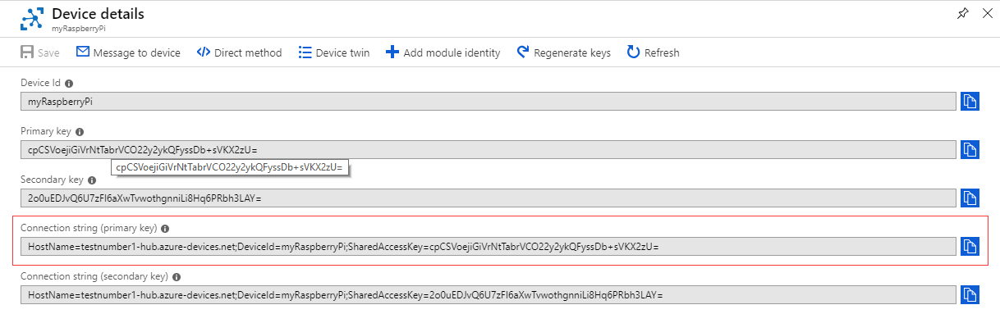 Device details
myRaspberryPi
Save Message to device Direct method Device twin Add module identity Regenerate keys Refresh
Device Id
myRaspberryPi
Primary key
cpCSVoejiGiVrNtTabrVCO22y2ykQFyssDb+sVKX2zU=
cpCSVoejiGiVrNtTabrVCO22y2ykQFyssDb+sVKX2zU=
Secondary key
2o0uEDJvQ6U7zFI6aXwTvwothgnniLi8Hq6PRbh3LAY=
Connection string (primary key)
HostName=testnumber1-hub.azure-devices.net;DeviceId=myRaspberryPi;SharedAccessKey=cpCSVoejiGiVrNtTabrVCO22y2ykQFyssDb+sVKX2zU=
Connection string (secondary key)
HostName=testnumber1-hub.azure-devices.net;DeviceId=myRaspberryPi;SharedAccessKey=2o0uEDJvQ6U7zFI6aXwTvwothgnniLi8Hq6PRbh3LAY=